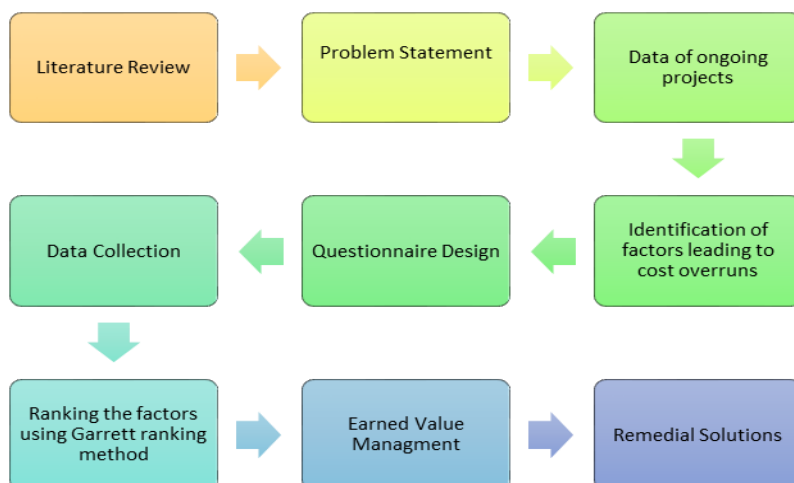 Literature Review
Problem Statement
Data of ongoing
projects
Identification of
factors leading to
cost overruns
Questionnaire Design
Data Collection
Ranking the factors
using Garrett ranking
method
Earned Value
Managment
Remedial Solutions